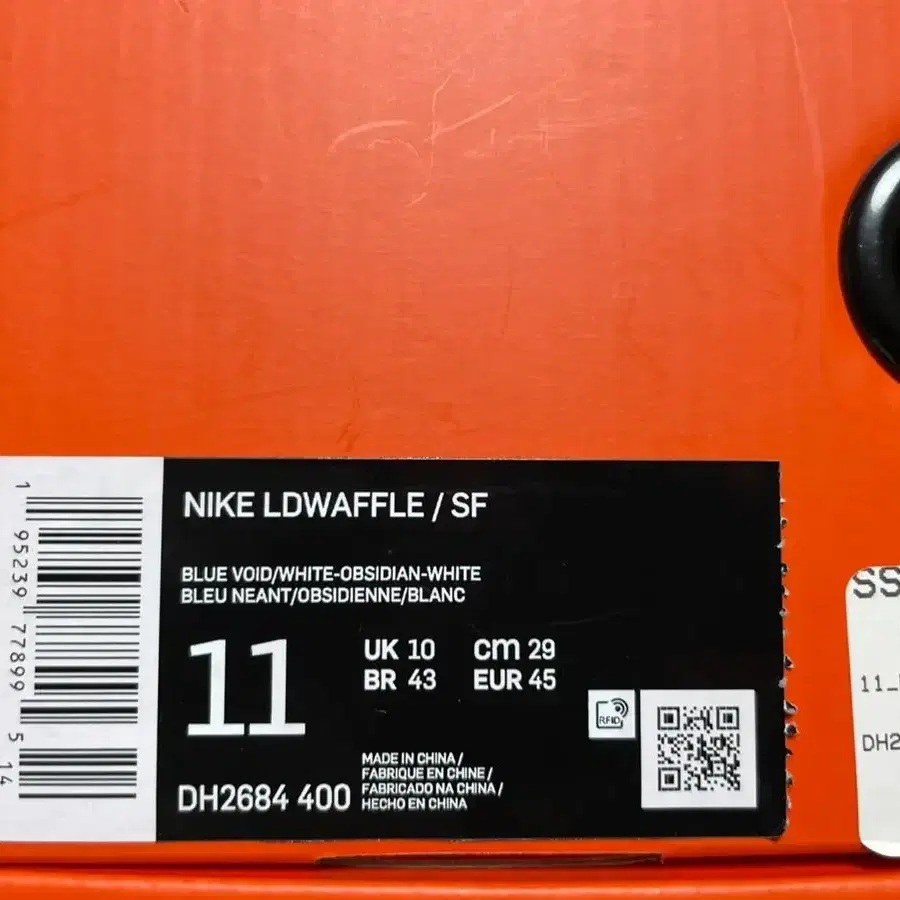 NIKE LDWAFFLE / SF
BLUE VOID/WHITE-OBSIDIAN-WHITE
BLEU NEANT/OBSIDIENNE/BLANC
11
UK 10 CM 29
BR 43 EUR 45
RFID
DH2684 400
MADE IN CHINA /
FABRIQUE EN CHINE /
FABRICADO NA CHINA /
HECHO EN CHINA
1 95239 77899 5 14
SS
11_
DH2